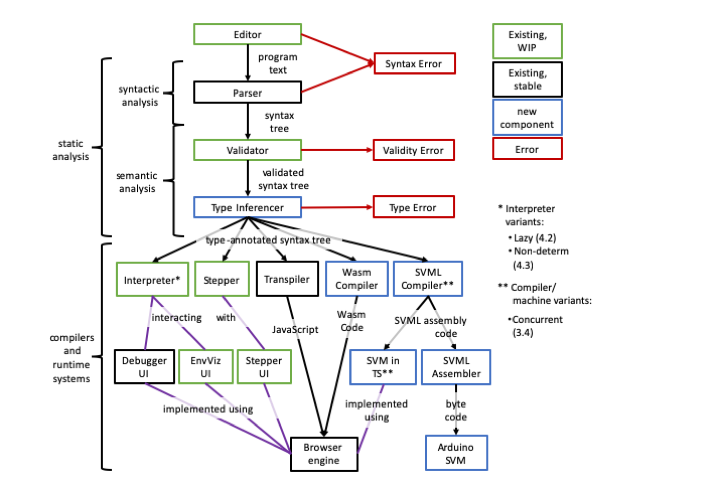 Editor
Existing,
WIP
program
text
Syntax Error
Existing,
stable
syntactic
analysis
Parser
syntax
tree
new
component
static
analysis
Validator
Validity Error
Error
semantic
analysis
validated
syntax tree
Type Inferencer
Type Error
* Interpreter
variants:
• Lazy (4.2)
• Non-determ
(4.3)
type-annotated syntax tree
Interpreter*
Stepper
Transpiler
Wasm
Compiler
SVML
Compiler**
** Compiler/
machine variants:
• Concurrent
(3.4)
interacting
with
JavaScript
Wasm
Code
SVML assembly
code
compilers
and
runtime
systems
Debugger
UI
EnvViz
UI
Stepper
UI
SVM in
TS**
SVML
Assembler
implemented using
implemented
using
byte
code
Browser
engine
Arduino
SVM